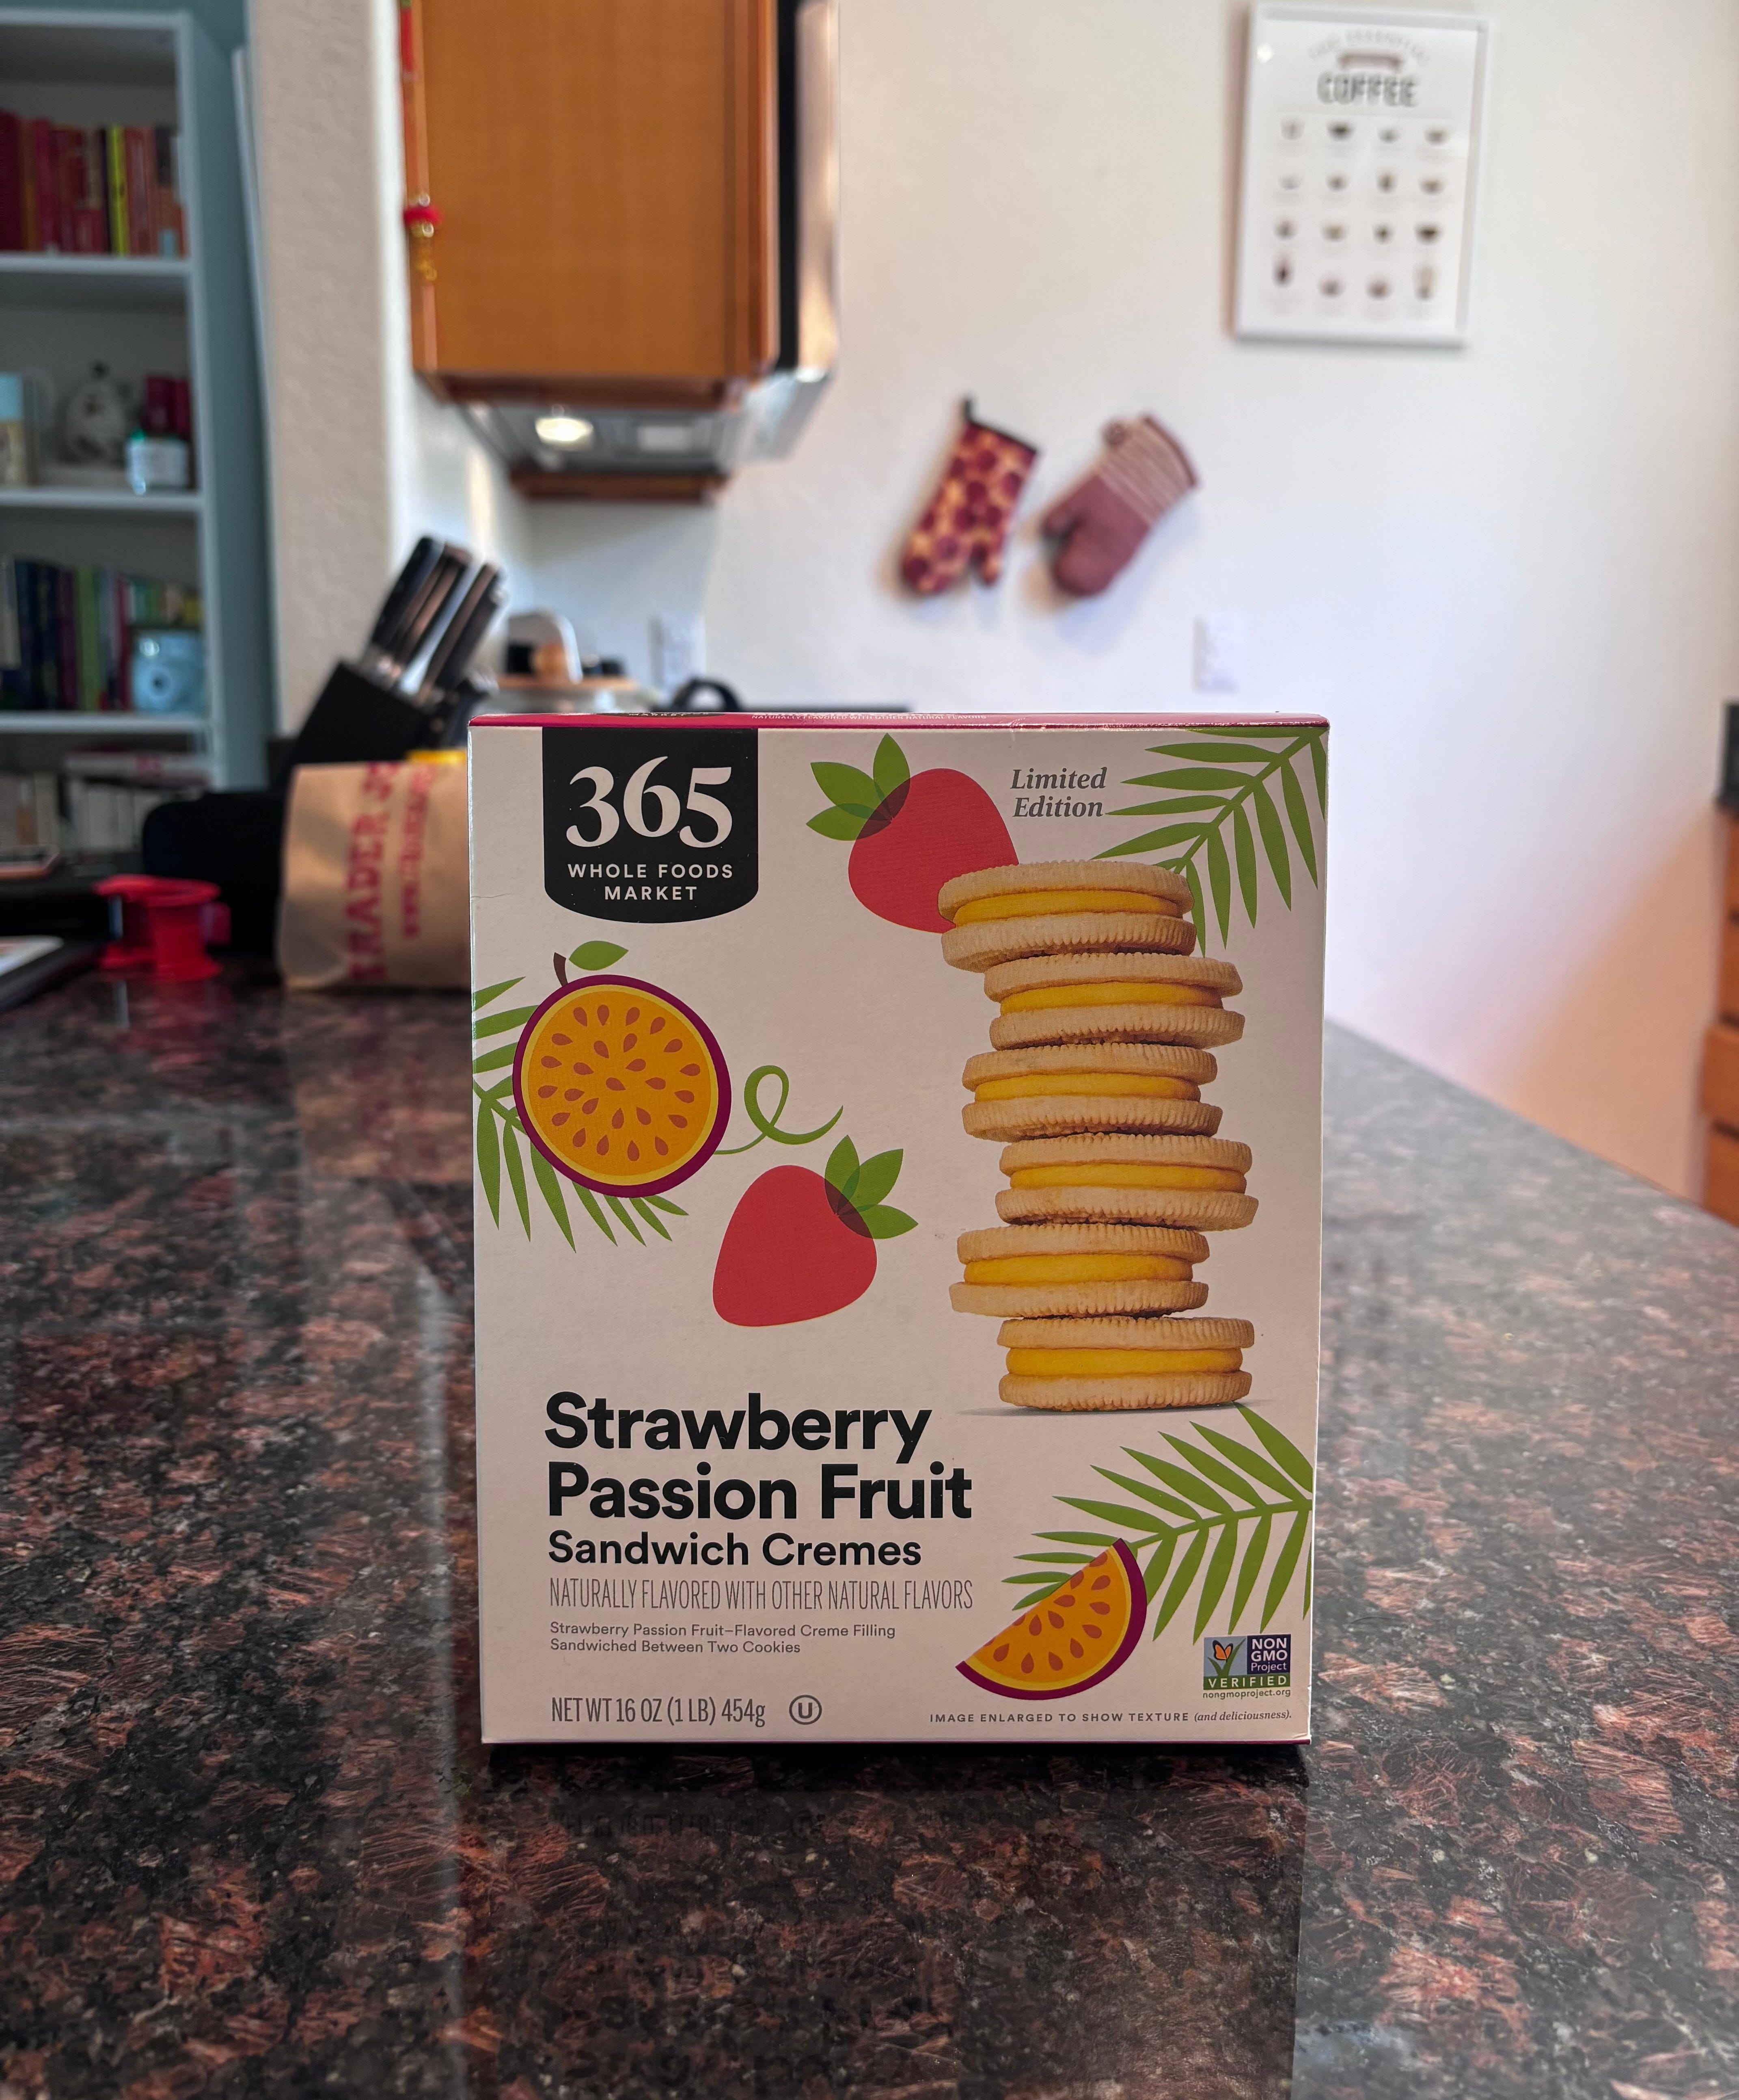 COFFEE
TRADER
365
WHOLE FOODS
MARKET
Limited
Edition
Strawberry
Passion Fruit
Sandwich Cremes
NATURALLY FLAVORED WITH OTHER NATURAL FLAVORS
Strawberry Passion Fruit–Flavored Creme Filling
Sandwiched Between Two Cookies
NET WT 16 OZ (1 LB) 454g
U
NON
GMO
Project
VERIFIED
nongmoproject.org
IMAGE ENLARGED TO SHOW TEXTURE (and deliciousness).